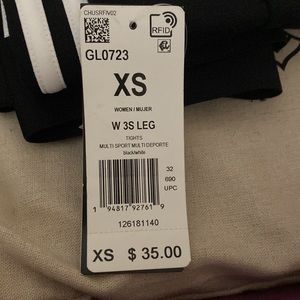 CHUSRFIV02
RFID
GL0723
XS
WOMEN / MUJER
W 3S LEG
TIGHTS
MULTI SPORT MULTI DEPORTE
black/white
32
690
UPC
1 94817 92761 9
126181140
XS $ 35.00